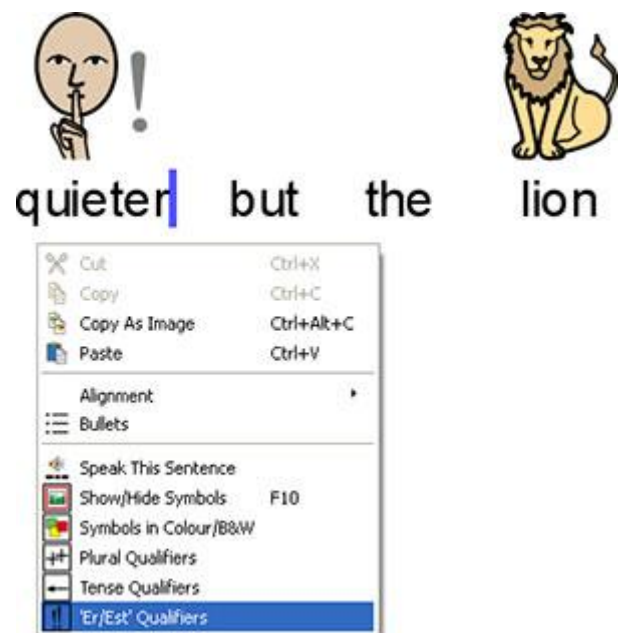 quieter but the lion
Cut Ctrl+X
Copy Ctrl+C
Copy As Image Ctrl+Alt+C
Paste Ctrl+V
Alignment
Bullets
Speak This Sentence
Show/Hide Symbols F10
Symbols in Colour/B&W
Plural Qualifiers
Tense Qualifiers
'Er/Est' Qualifiers